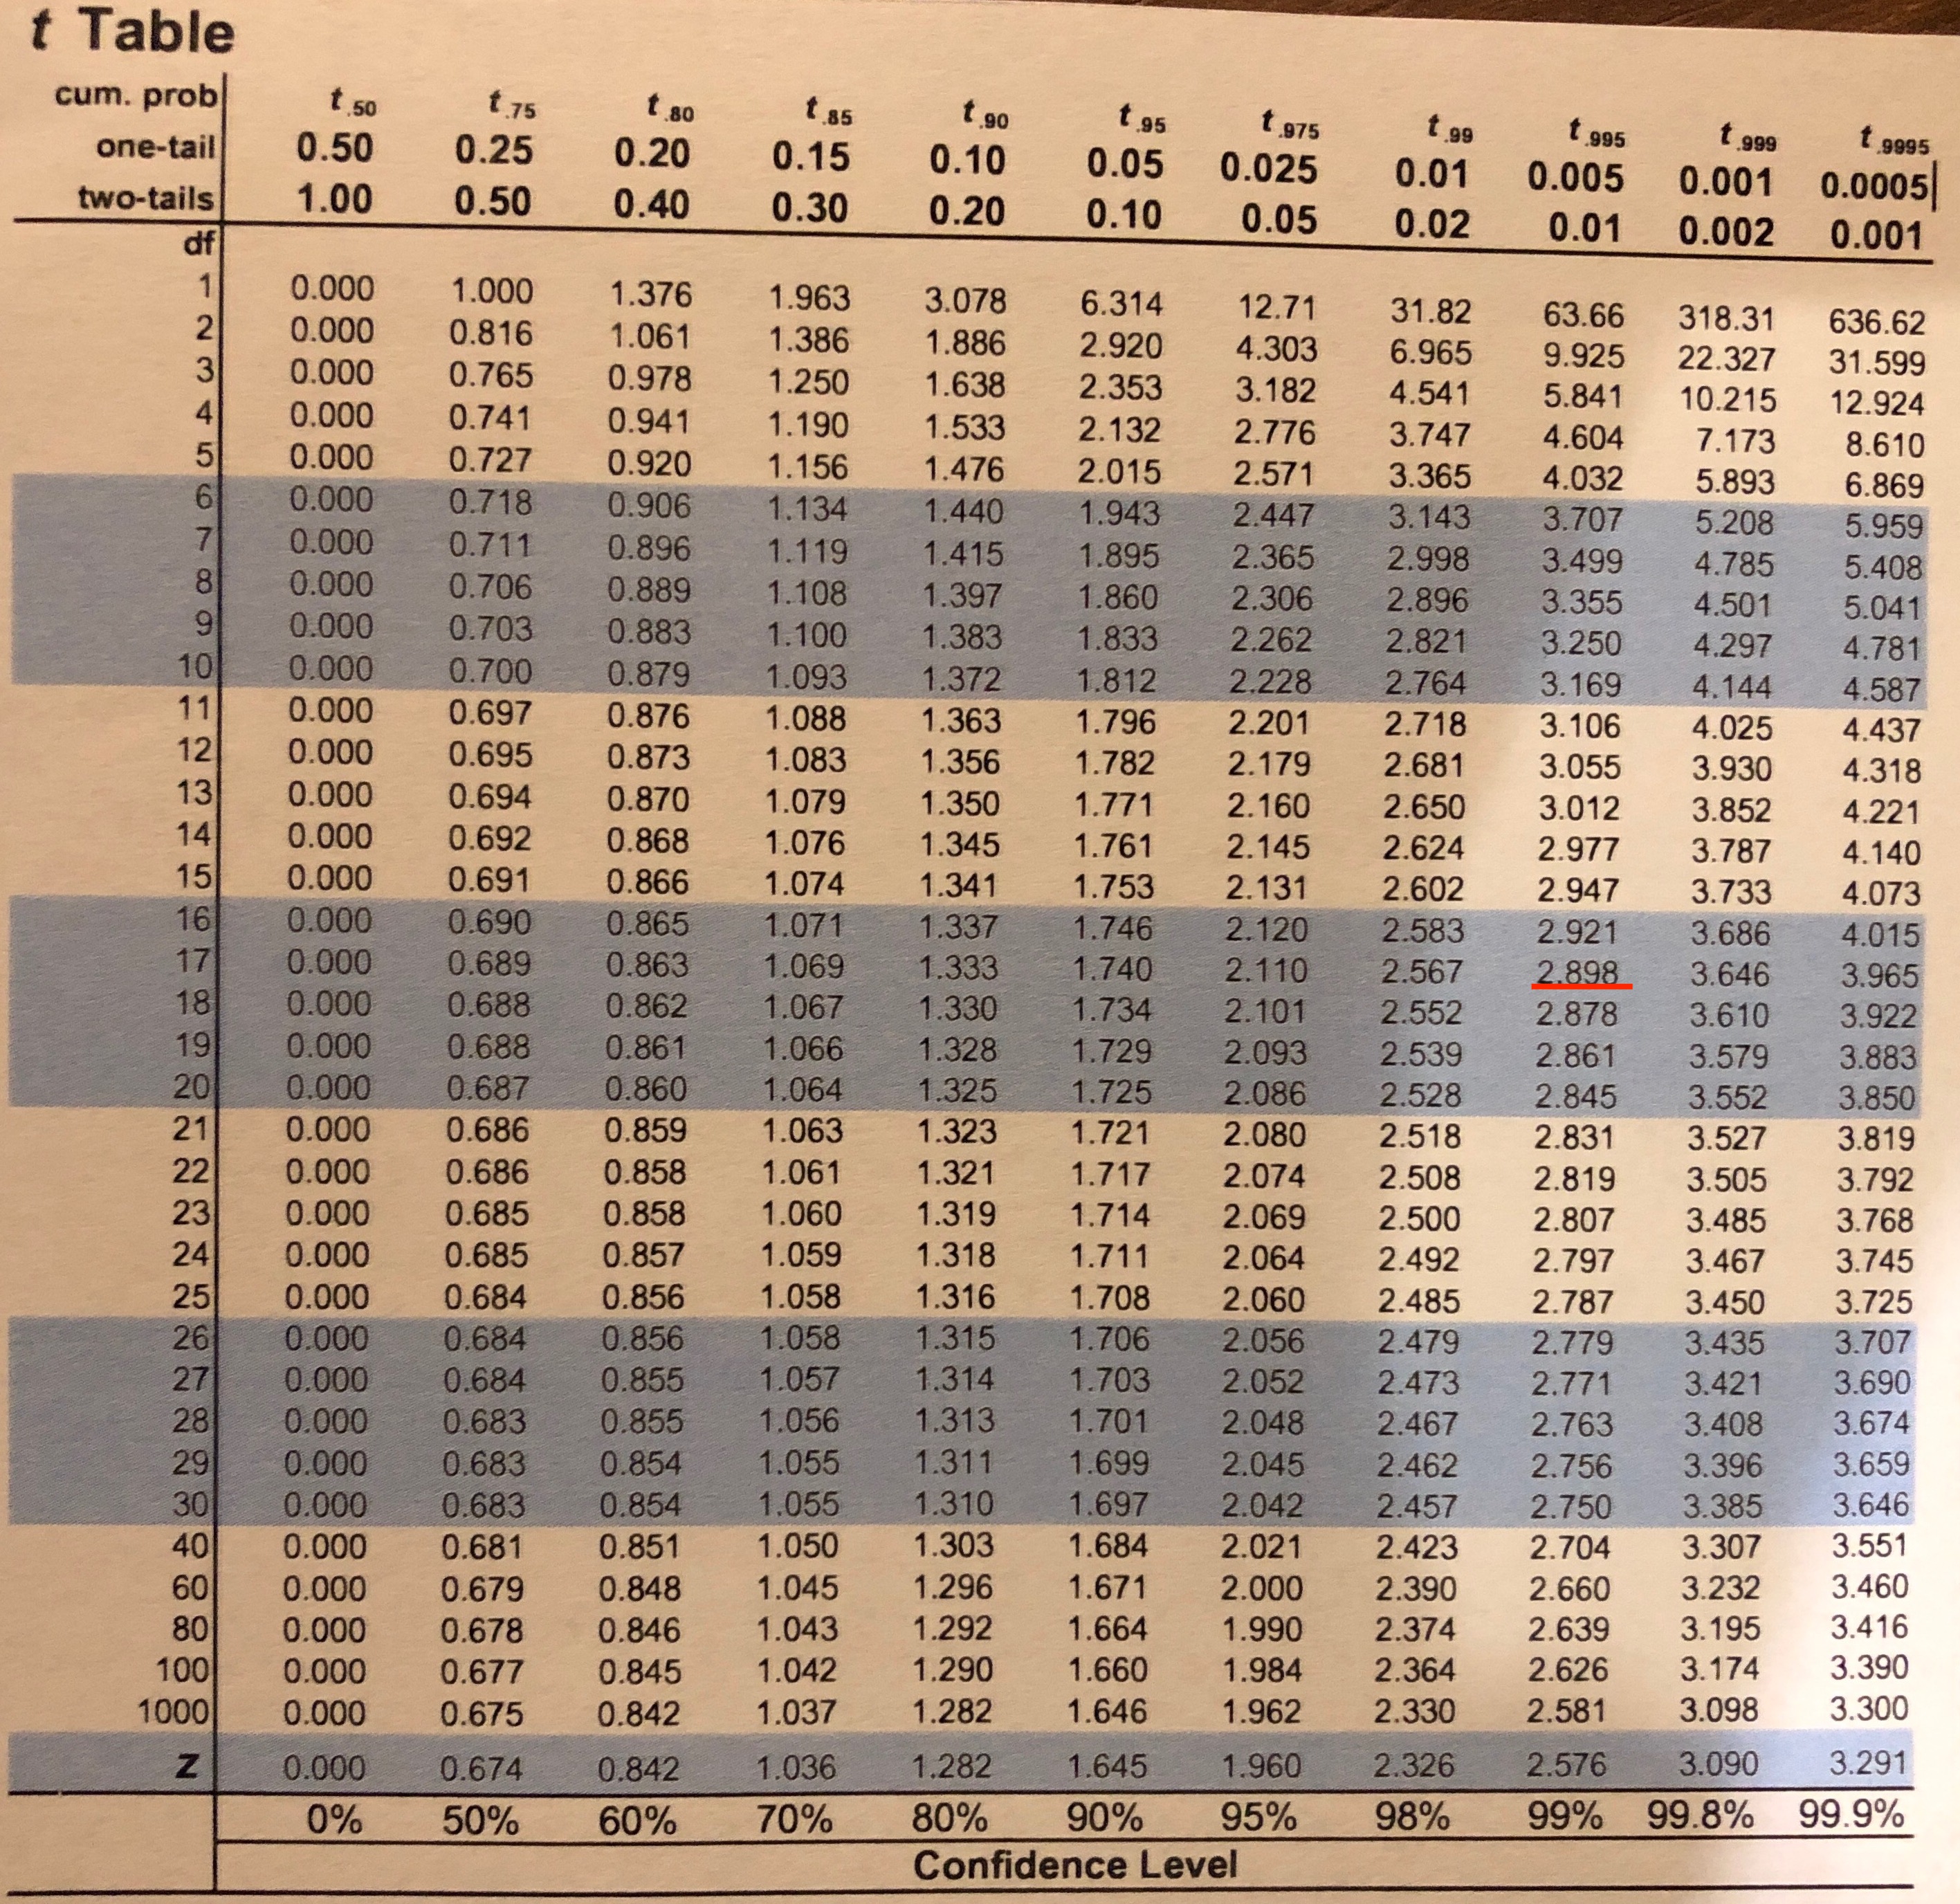 t Table
cum. prob t.50 t.75 t.80 t.85 t.90 t.95 t.975 t.99 t.995 t.999 t.9995
one-tail 0.50 0.25 0.20 0.15 0.10 0.05 0.025 0.01 0.005 0.001 0.0005
two-tails 1.00 0.50 0.40 0.30 0.20 0.10 0.05 0.02 0.01 0.002 0.001
df
1 0.000 1.000 1.376 1.963 3.078 6.314 12.71 31.82 63.66 318.31 636.62
2 0.000 0.816 1.061 1.386 1.886 2.920 4.303 6.965 9.925 22.327 31.599
3 0.000 0.765 0.978 1.250 1.638 2.353 3.182 4.541 5.841 10.215 12.924
4 0.000 0.741 0.941 1.190 1.533 2.132 2.776 3.747 4.604 7.173 8.610
5 0.000 0.727 0.920 1.156 1.476 2.015 2.571 3.365 4.032 5.893 6.869
6 0.000 0.718 0.906 1.134 1.440 1.943 2.447 3.143 3.707 5.208 5.959
7 0.000 0.711 0.896 1.119 1.415 1.895 2.365 2.998 3.499 4.785 5.408
8 0.000 0.706 0.889 1.108 1.397 1.860 2.306 2.896 3.355 4.501 5.041
9 0.000 0.703 0.883 1.100 1.383 1.833 2.262 2.821 3.250 4.297 4.781
10 0.000 0.700 0.879 1.093 1.372 1.812 2.228 2.764 3.169 4.144 4.587
11 0.000 0.697 0.876 1.088 1.363 1.796 2.201 2.718 3.106 4.025 4.437
12 0.000 0.695 0.873 1.083 1.356 1.782 2.179 2.681 3.055 3.930 4.318
13 0.000 0.694 0.870 1.079 1.350 1.771 2.160 2.650 3.012 3.852 4.221
14 0.000 0.692 0.868 1.076 1.345 1.761 2.145 2.624 2.977 3.787 4.140
15 0.000 0.691 0.866 1.074 1.341 1.753 2.131 2.602 2.947 3.733 4.073
16 0.000 0.690 0.865 1.071 1.337 1.746 2.120 2.583 2.921 3.686 4.015
17 0.000 0.689 0.863 1.069 1.333 1.740 2.110 2.567 2.898 3.646 3.965
18 0.000 0.688 0.862 1.067 1.330 1.734 2.101 2.552 2.878 3.610 3.922
19 0.000 0.688 0.861 1.066 1.328 1.729 2.093 2.539 2.861 3.579 3.883
20 0.000 0.687 0.860 1.064 1.325 1.725 2.086 2.528 2.845 3.552 3.850
21 0.000 0.686 0.859 1.063 1.323 1.721 2.080 2.518 2.831 3.527 3.819
22 0.000 0.686 0.858 1.061 1.321 1.717 2.074 2.508 2.819 3.505 3.792
23 0.000 0.685 0.858 1.060 1.319 1.714 2.069 2.500 2.807 3.485 3.768
24 0.000 0.685 0.857 1.059 1.318 1.711 2.064 2.492 2.797 3.467 3.745
25 0.000 0.684 0.856 1.058 1.316 1.708 2.060 2.485 2.787 3.450 3.725
26 0.000 0.684 0.856 1.058 1.315 1.706 2.056 2.479 2.779 3.435 3.707
27 0.000 0.684 0.855 1.057 1.314 1.703 2.052 2.473 2.771 3.421 3.690
28 0.000 0.683 0.855 1.056 1.313 1.701 2.048 2.467 2.763 3.408 3.674
29 0.000 0.683 0.854 1.055 1.311 1.699 2.045 2.462 2.756 3.396 3.659
30 0.000 0.683 0.854 1.055 1.310 1.697 2.042 2.457 2.750 3.385 3.646
40 0.000 0.681 0.851 1.050 1.303 1.684 2.021 2.423 2.704 3.307 3.551
60 0.000 0.679 0.848 1.045 1.296 1.671 2.000 2.390 2.660 3.232 3.460
80 0.000 0.678 0.846 1.043 1.292 1.664 1.990 2.374 2.639 3.195 3.416
100 0.000 0.677 0.845 1.042 1.290 1.660 1.984 2.364 2.626 3.174 3.390
1000 0.000 0.675 0.842 1.037 1.282 1.646 1.962 2.330 2.581 3.098 3.300
z 0.000 0.674 0.842 1.036 1.282 1.645 1.960 2.326 2.576 3.090 3.291
0% 50% 60% 70% 80% 90% 95% 98% 99% 99.8% 99.9%
Confidence Level